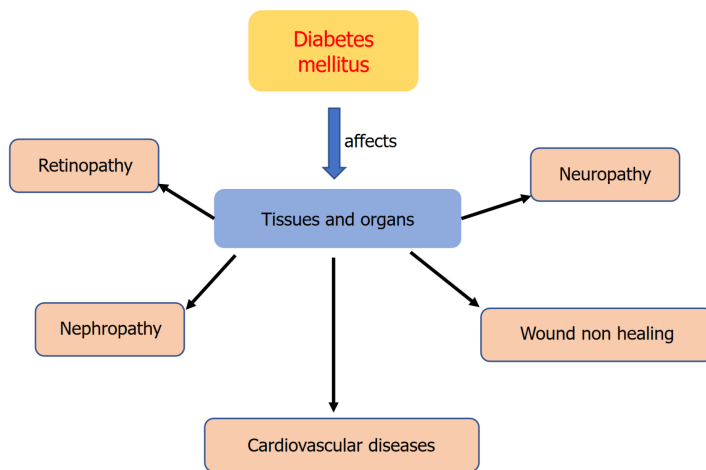 Diabetes
mellitus
affects
Retinopathy
Neuropathy
Tissues and organs
Nephropathy
Wound non healing
Cardiovascular diseases